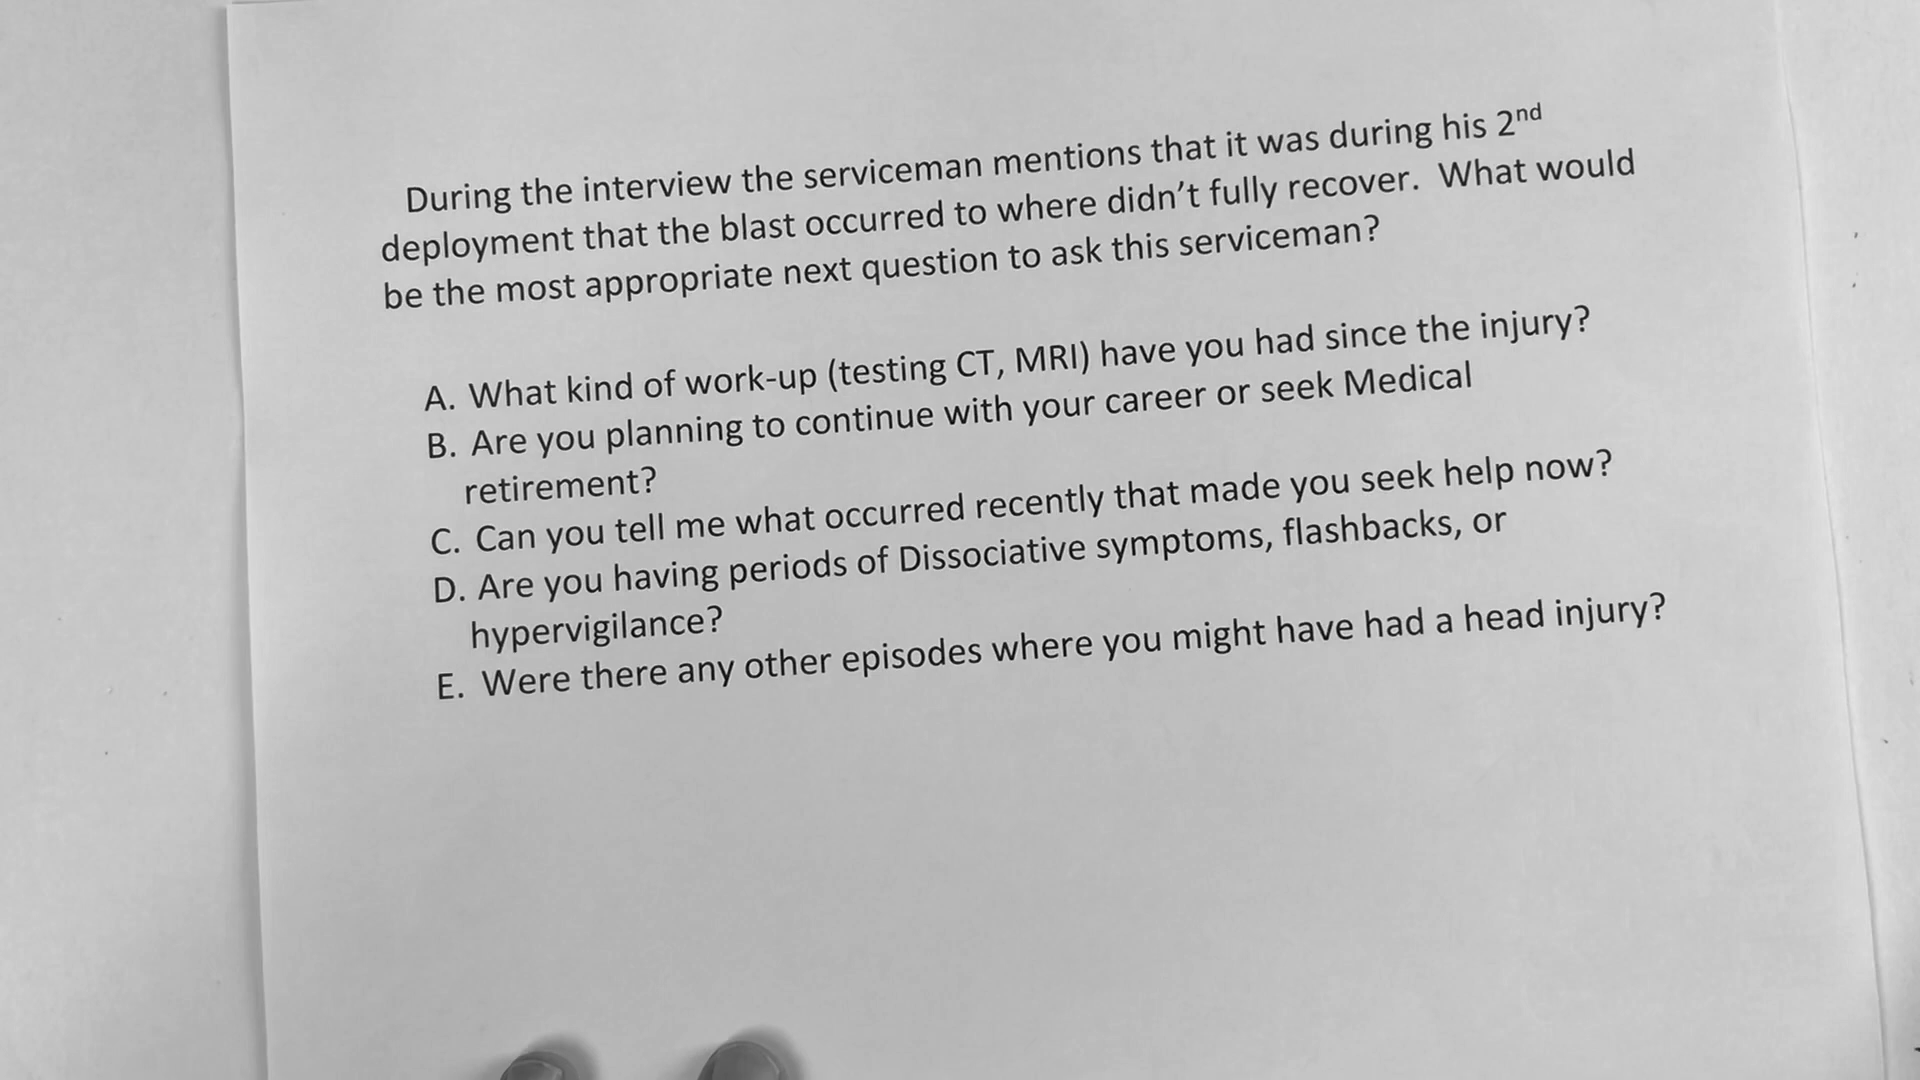 During the interview the serviceman mentions that it was during his 2nd
deployment that the blast occurred to where didn't fully recover. What would
be the most appropriate next question to ask this serviceman?
A. What kind of work-up (testing CT, MRI) have you had since the injury?
B. Are you planning to continue with your career or seek Medical
retirement?
C. Can you tell me what occurred recently that made you seek help now?
D. Are you having periods of Dissociative symptoms, flashbacks, or
hypervigilance?
E. Were there any other episodes where you might have had a head injury?